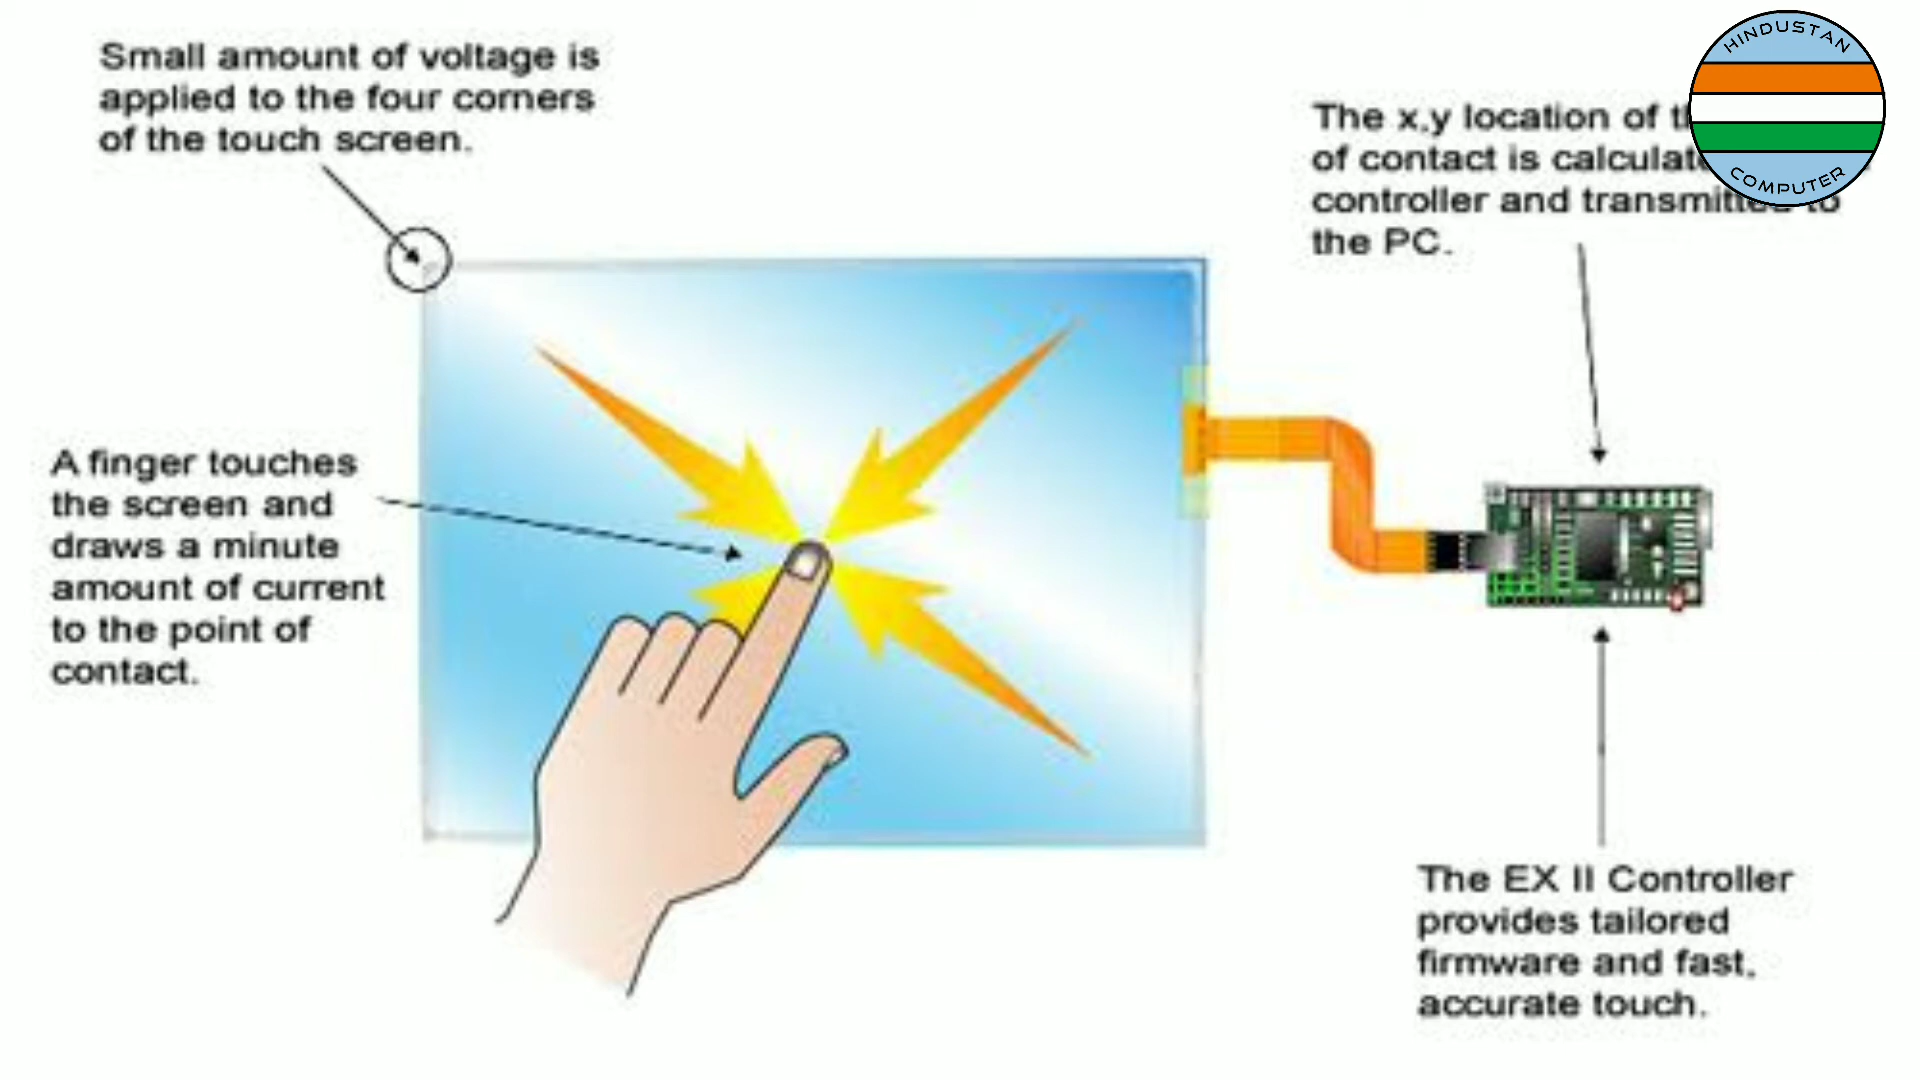 Small amount of voltage is
applied to the four corners
of the touch screen.
HINDUSTAN
COMPUTER
The x,y location of
of contact is
controller and transmitted to
the PC.
A finger touches
the screen and
draws a minute
amount of current
to the point of
contact.
The EX II Controller
provides tailored
firmware and fast,
accurate touch.